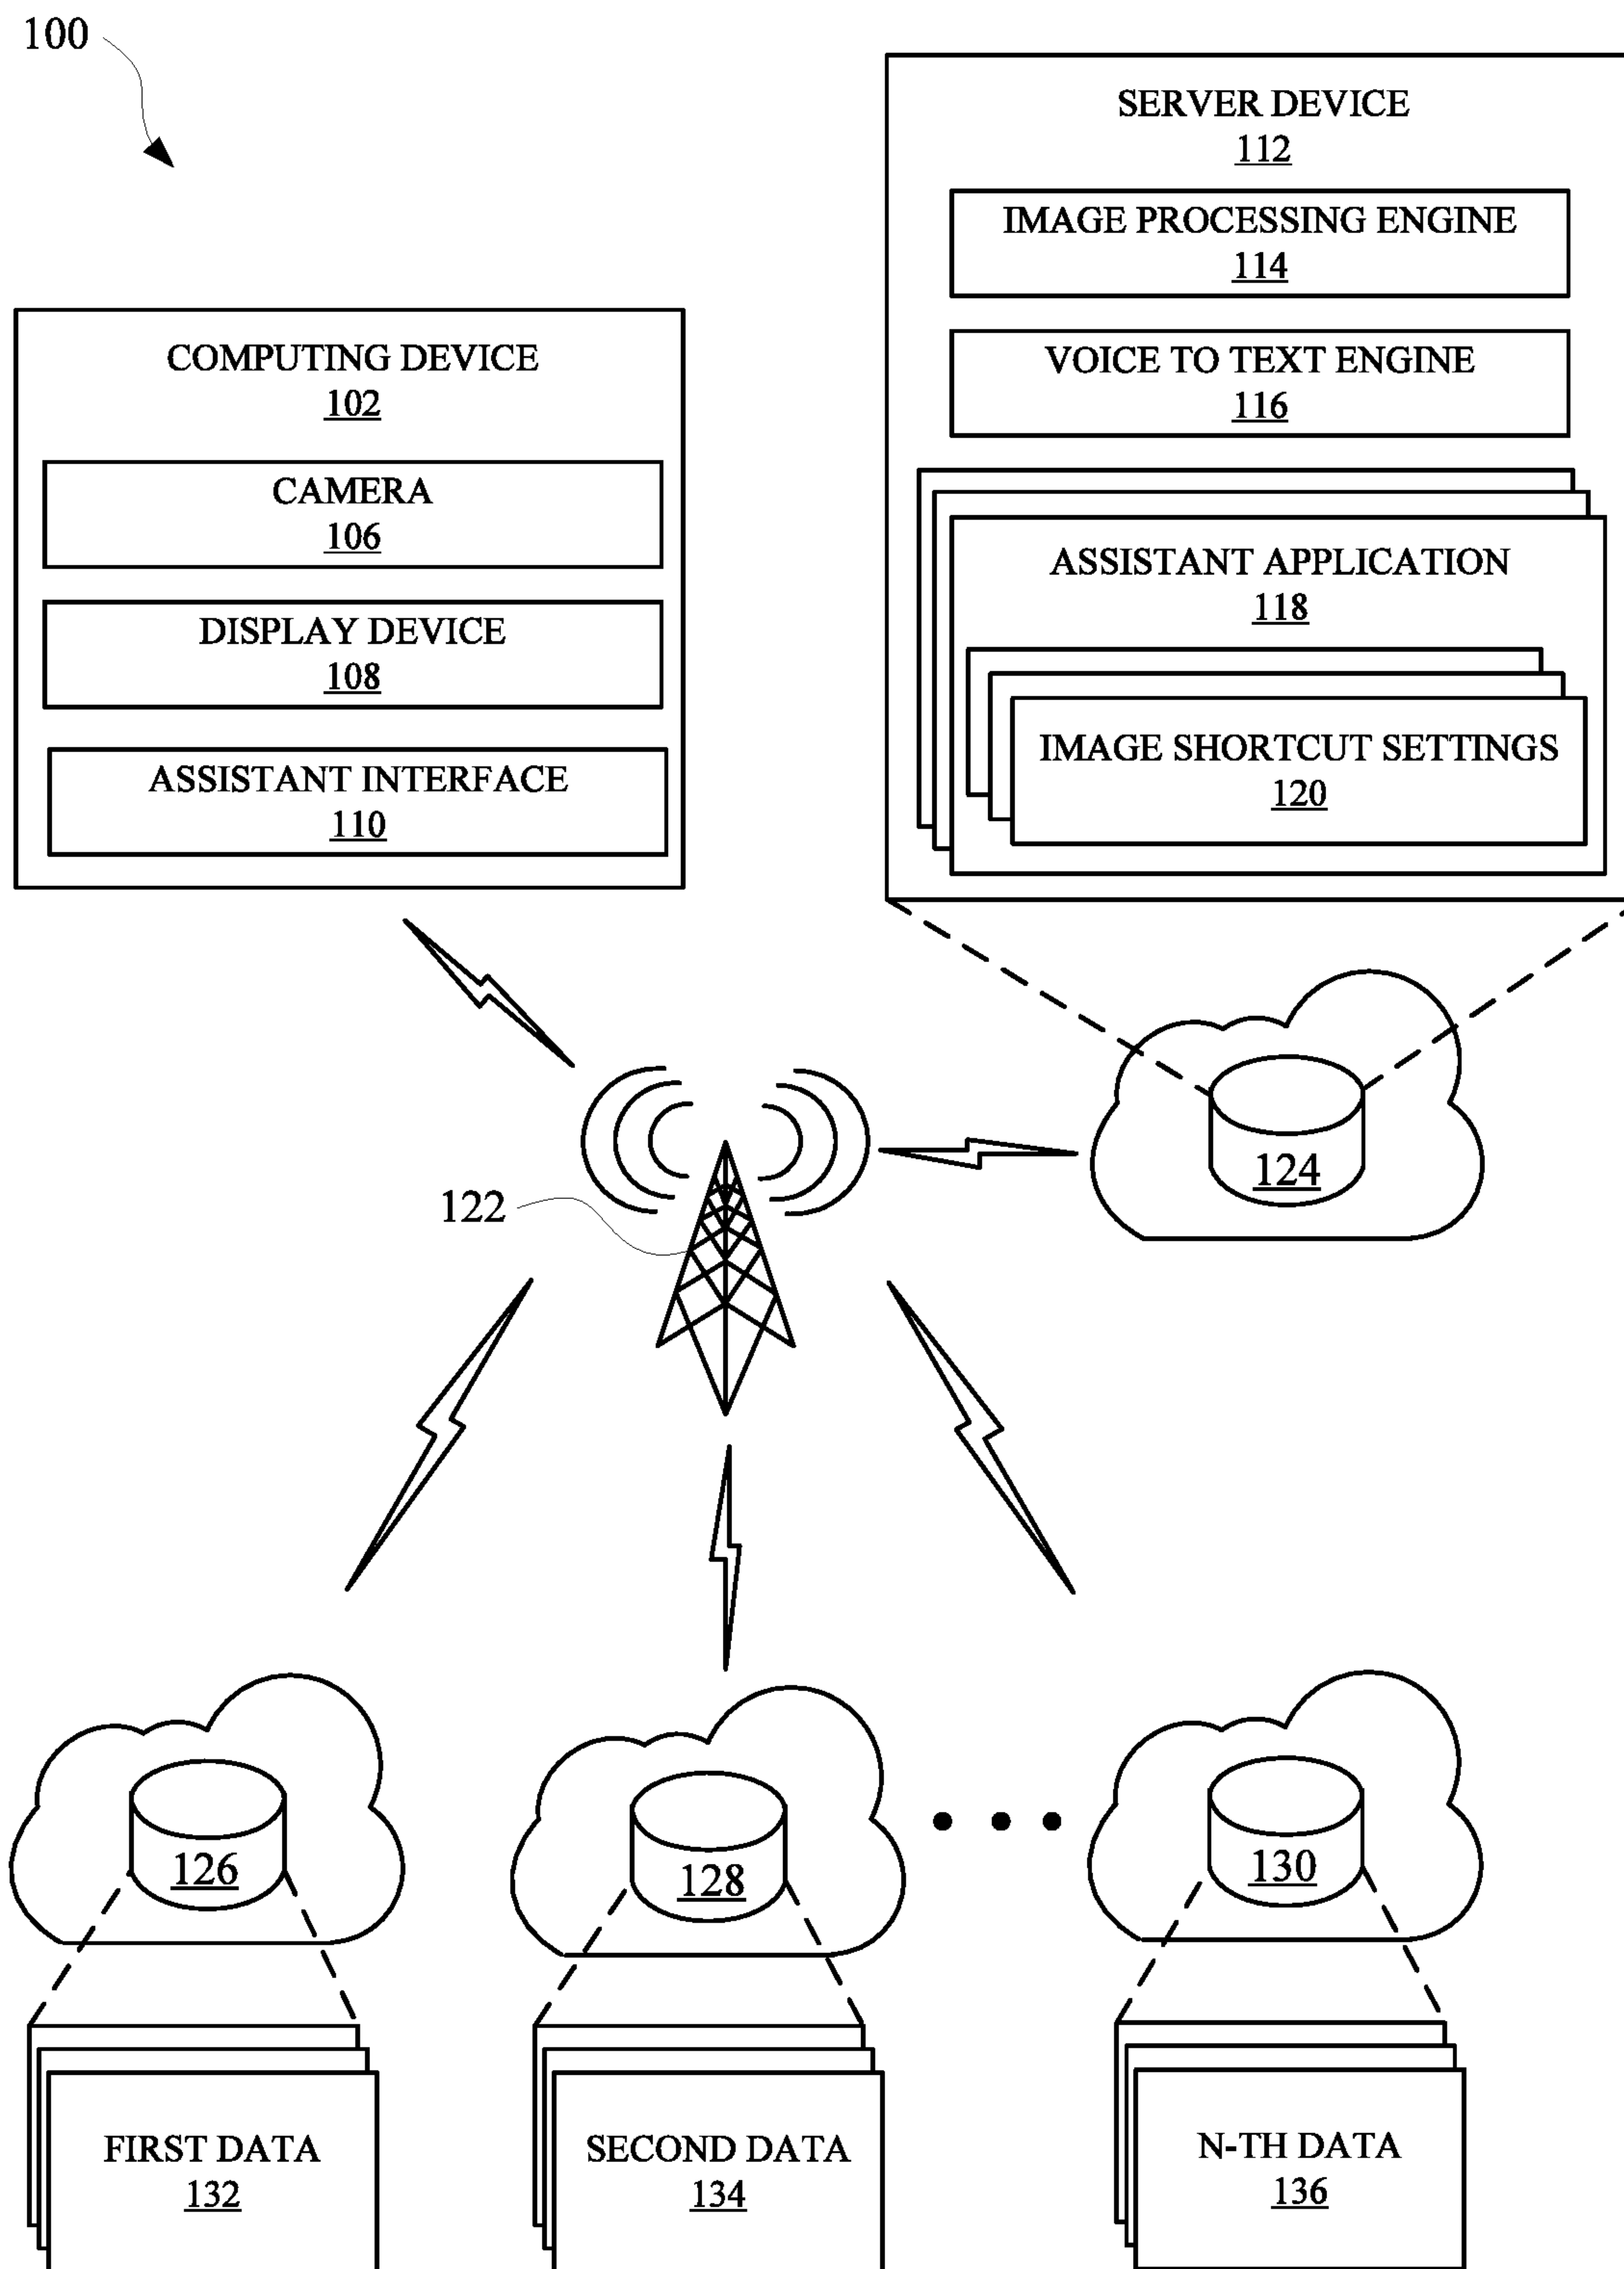 100
SERVER DEVICE
112
IMAGE PROCESSING ENGINE
114
VOICE TO TEXT ENGINE
116
ASSISTANT APPLICATION
118
IMAGE SHORTCUT SETTINGS
120
COMPUTING DEVICE
102
CAMERA
106
DISPLAY DEVICE
108
ASSISTANT INTERFACE
110
122
124
126
128
130
FIRST DATA
132
SECOND DATA
134
N-TH DATA
136